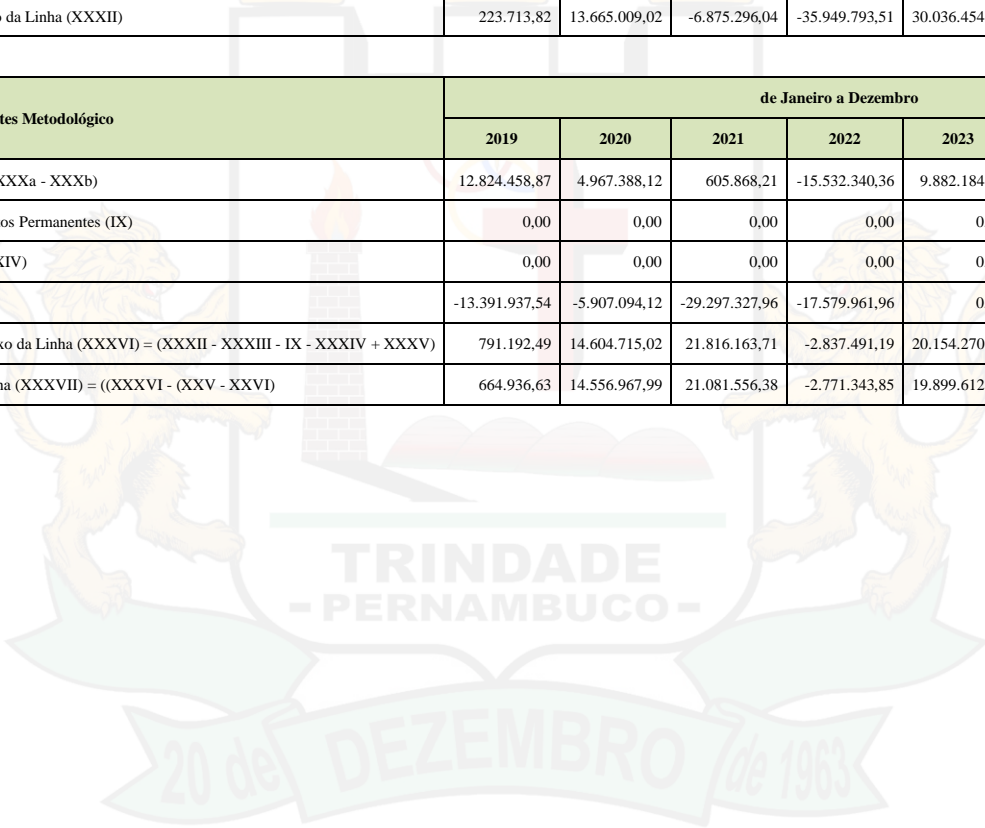 o da Linha (XXXII) 223.713,82 13.665.009,02 -6.875.296,04 -35.949.793,51 30.036.454
tes Metodológico de Janeiro a Dezembro
2019 2020 2021 2022 2023
XXXa - XXXb) 12.824.458,87 4.967.388,12 605.868,21 -15.532.340,36 9.882.184
tos Permanentes (IX) 0,00 0,00 0,00 0,00 0
XIV) 0,00 0,00 0,00 0,00 0
-13.391.937,54 -5.907.094,12 -29.297.327,96 -17.579.961,96 0
xo da Linha (XXXVI) = (XXXII - XXXIII - IX - XXXIV + XXXV) 791.192,49 14.604.715,02 21.816.163,71 -2.837.491,19 20.154.270
na (XXXVII) = ((XXXVI - (XXV - XXVI) 664.936,63 14.556.967,99 21.081.556,38 -2.771.343,85 19.899.612
TRINDADE
- PERNAMBUCO -
20 de DEZEMBRO de 1963